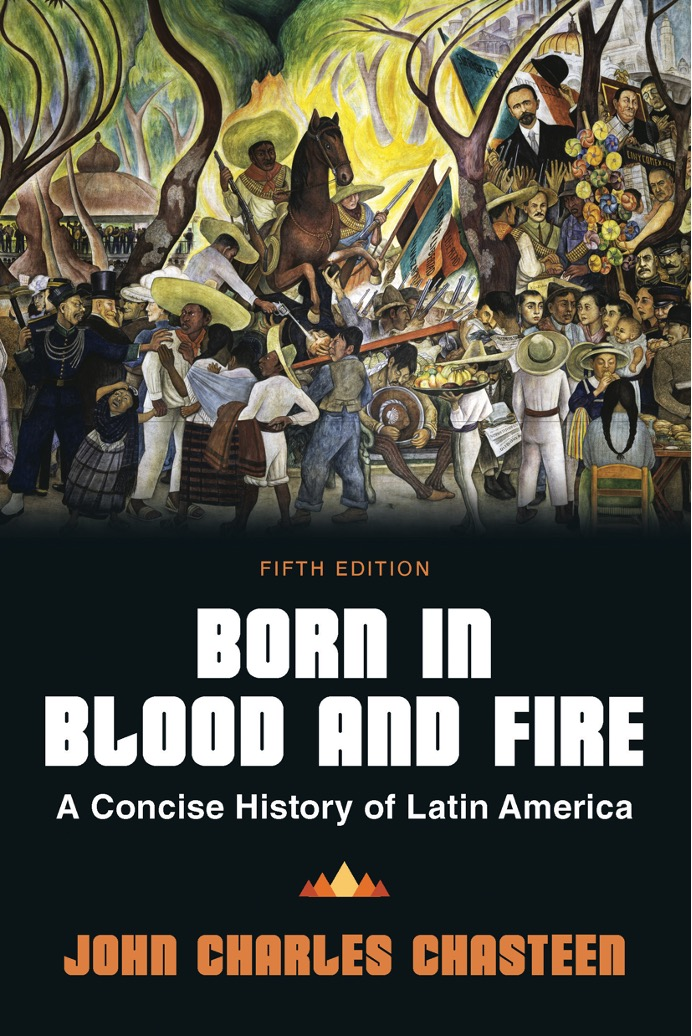 FIFTH EDITION
BORN IN
BLOOD AND FIRE
A Concise History of Latin America
JOHN CHARLES CHASTEEN